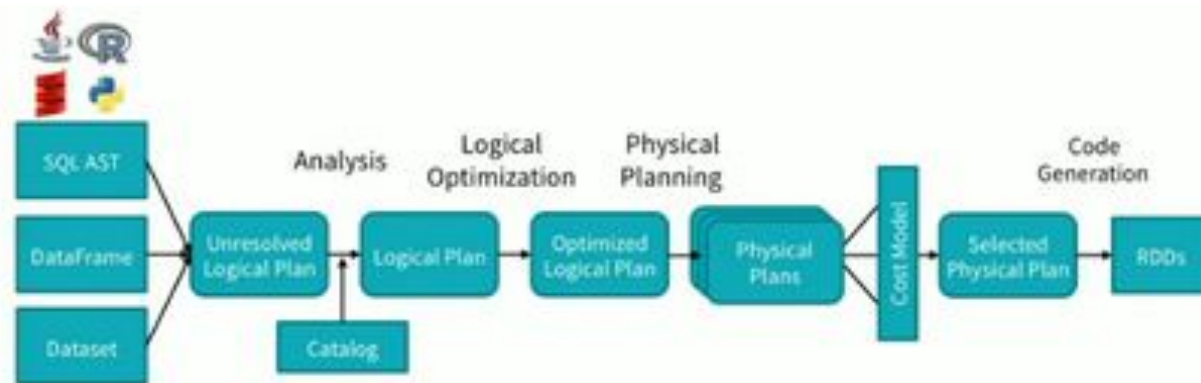 R
SQL AST
DataFrame
Dataset
Unresolved
Logical Plan
Analysis
Catalog
Logical Plan
Logical
Optimization
Optimized
Logical Plan
Physical
Planning
Physical
Plans
Cost Model
Selected
Physical Plan
Code
Generation
RDDs